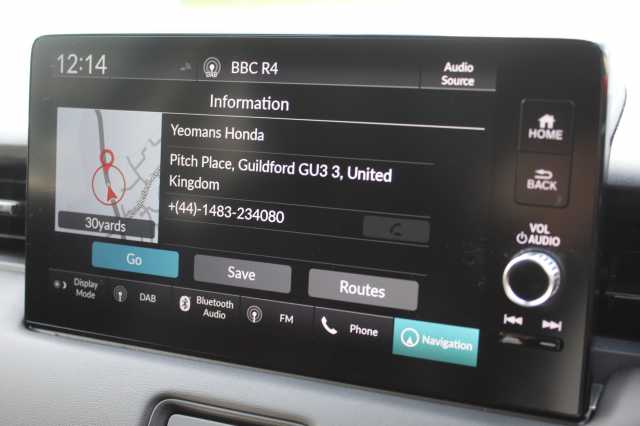 12:14
DAB
BBC R4
Audio
Source
Information
Yeomans Honda
Pitch Place, Guildford GU3 3, United
Kingdom
+(44)-1483-234080
30yards
Go
Save
Routes
Display
Mode
DAB
Bluetooth
Audio
FM
Phone
Navigation
HOME
BACK
VOL
AUDIO